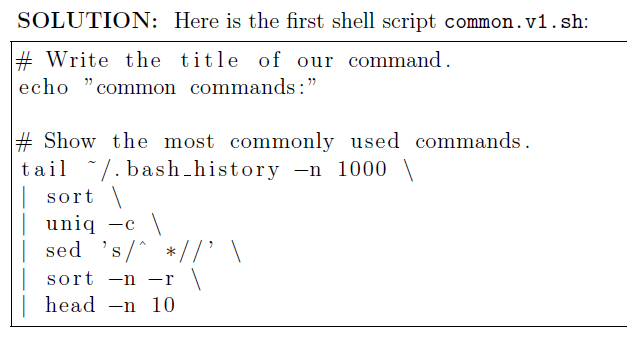 SOLUTION: Here is the first shell script common.v1.sh:
# Write the title of our command.
echo ”common commands:”
# Show the most commonly used commands.
tail ~/.bash_history −n 1000 \
| sort \
| uniq −c \
| sed ’s/^ *//’ \
| sort −n −r \
| head −n 10